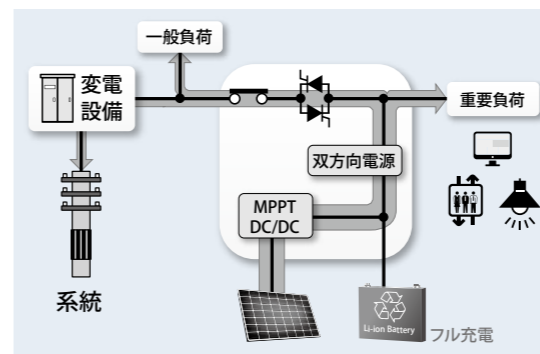 一般負荷
変電
設備
重要負荷
双方向電源
MPPT
DC/DC
系統
Li-ion Battery
フル充電